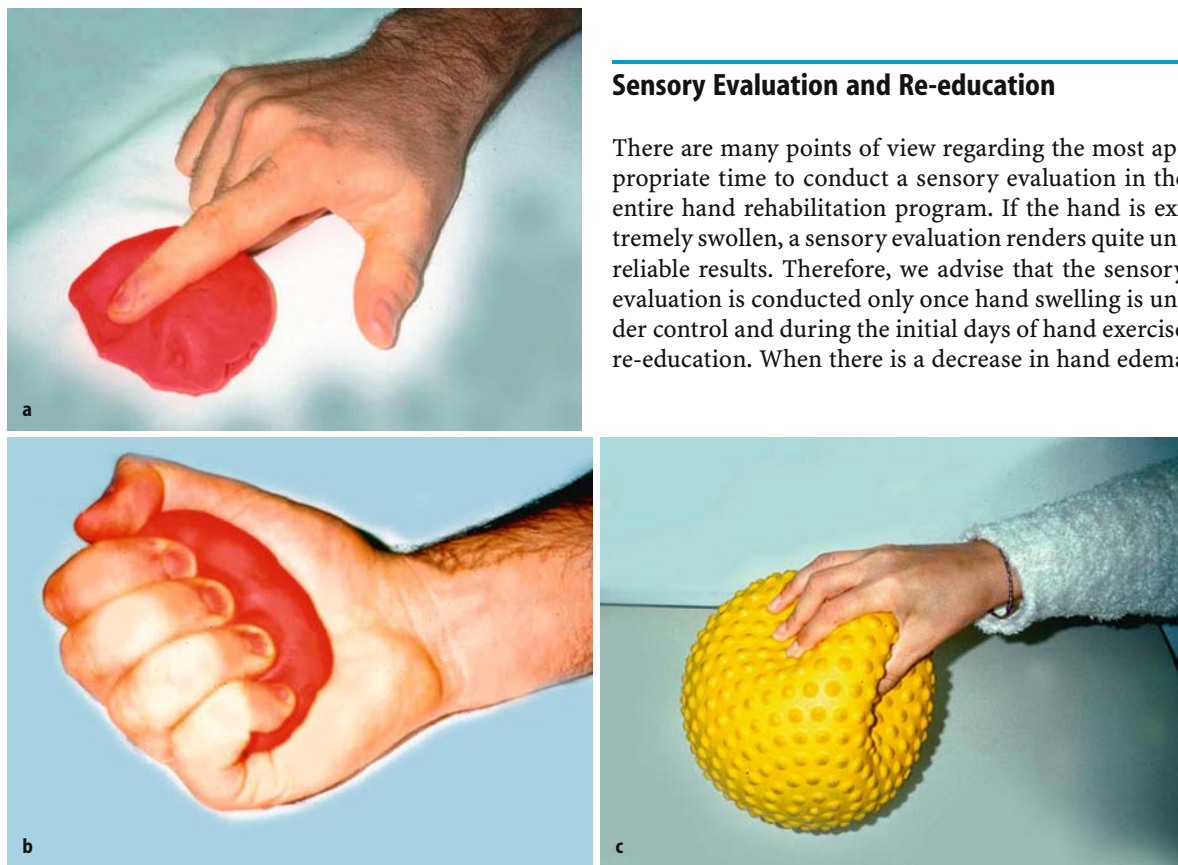 Sensory Evaluation and Re-education
There are many points of view regarding the most ap-
propriate time to conduct a sensory evaluation in the
entire hand rehabilitation program. If the hand is ex-
tremely swollen, a sensory evaluation renders quite un-
reliable results. Therefore, we advise that the sensory
evaluation is conducted only once hand swelling is un-
der control and during the initial days of hand exercise
re-education. When there is a decrease in hand edema
a
b
c